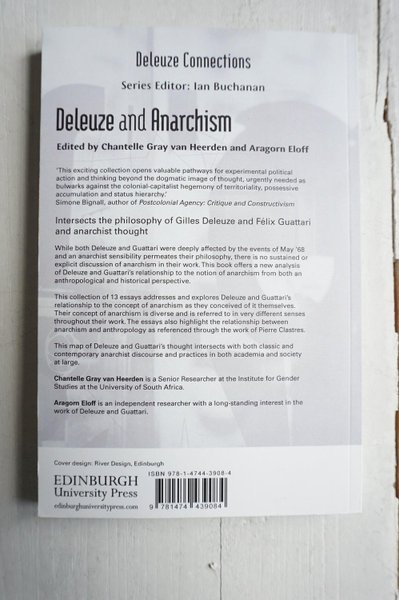 Deleuze Connections
Series Editor: Ian Buchanan
Deleuze and Anarchism
Edited by Chantelle Gray van Heerden and Aragorn Eloff
'This exciting collection opens valuable pathways for experimental political
action and thinking beyond the dogmatic image of thought, urgently needed as
bulwarks against the colonial-capitalist hegemony of territoriality, possessive
accumulation and status hierarchy.'
Simone Bignall, author of Postcolonial Agency: Critique and Constructivism
Intersects the philosophy of Gilles Deleuze and Félix Guattari
and anarchist thought
While both Deleuze and Guattari were deeply affected by the events of May '68
and an anarchist sensibility permeates their philosophy, there is no sustained or
explicit discussion of anarchism in their work. This book offers a new analysis
of Deleuze and Guattari's relationship to the notion of anarchism from both an
anthropological and historical perspective.
This collection of 13 essays addresses and explores Deleuze and Guattari's
relationship to the concept of anarchism as they conceived of it themselves.
Their concept of anarchism is diverse and is referred to in very different senses
throughout their work. The essays also highlight the relationship between
anarchism and anthropology as referenced through the work of Pierre Clastres.
This map of Deleuze and Guattari's thought intersects with both classic and
contemporary anarchist discourse and practices in both academia and society
at large.
Chantelle Gray van Heerden is a Senior Researcher at the Institute for Gender
Studies at the University of South Africa.
Aragorn Eloff is an independent researcher with a long-standing interest in the
work of Deleuze and Guattari.
Cover design: River Design, Edinburgh
EDINBURGH
University Press
edinburghuniversitypress.com
ISBN 978-1-4744-3908-4
9 781474 439084